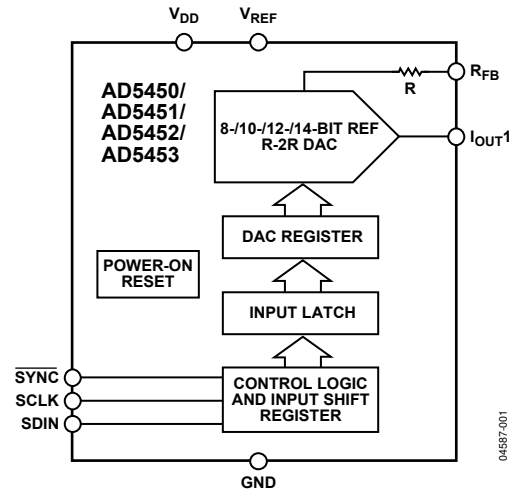 VDD
VREF
RFB
R
AD5450/
AD5451/
AD5452/
AD5453
8-/10-/12-/14-BIT REF
R-2R DAC
IOUT1
DAC REGISTER
POWER-ON
RESET
INPUT LATCH
SYNC
SCLK
SDIN
CONTROL LOGIC
AND INPUT SHIFT
REGISTER
GND
04587-001